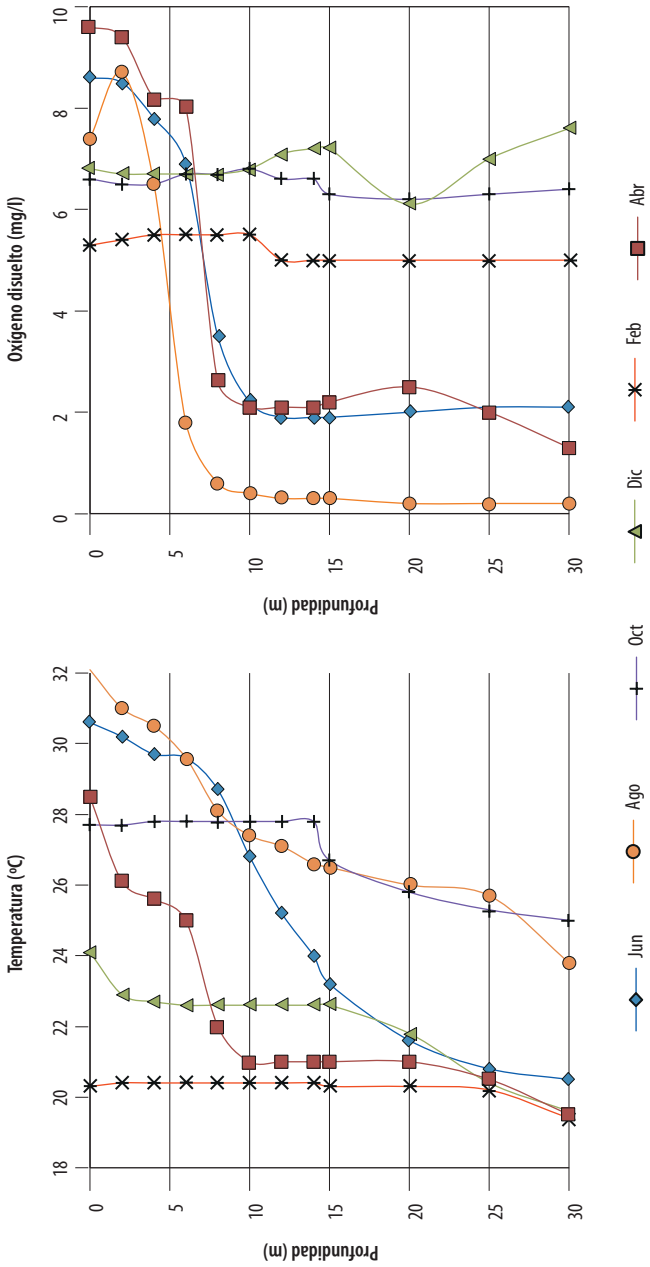 Temperatura (ºC)
18 20 22 24 26 28 30 32
0
5
10
15
20
25
30
Profundidad (m)
Oxígeno disuelto (mg/l)
0 2 4 6 8 10
0
5
10
15
20
25
30
Profundidad (m)
Jun Ago Oct Dic Feb Abr